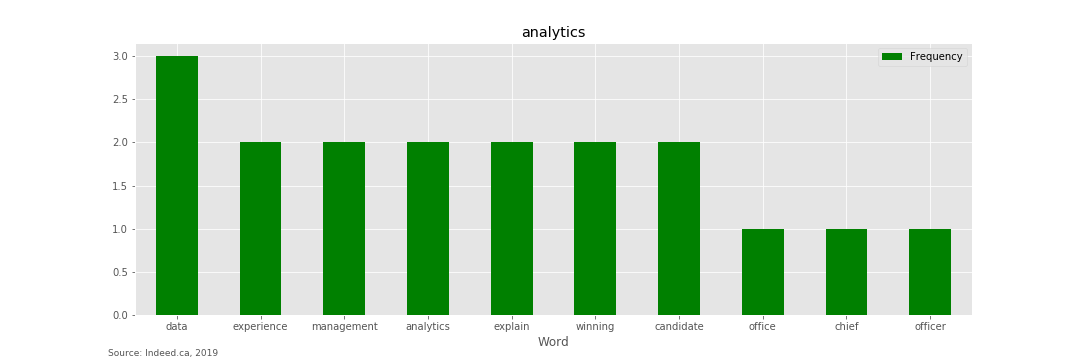 analytics
Frequency
3.0
2.5
2.0
1.5
1.0
0.5
0.0
data experience management analytics explain winning candidate office chief officer
Word
Source: Indeed.ca, 2019